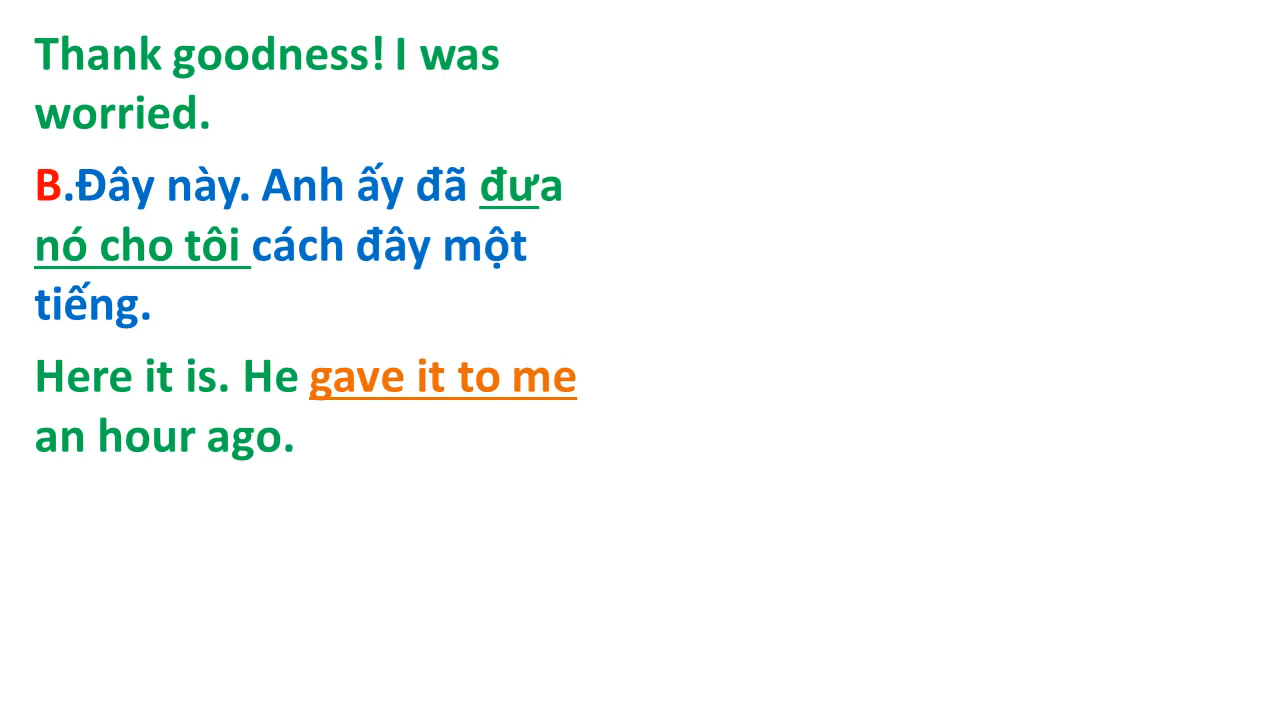 Thank goodness! I was
worried.
B.Đây này. Anh ấy đã đưa
nó cho tôi cách đây một
tiếng.
Here it is. He gave it to me
an hour ago.